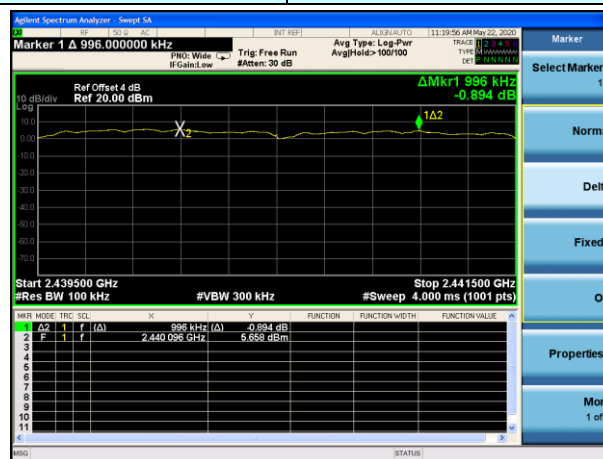 Agilent Spectrum Analyzer - Swept SA
RF 50 Ω AC INT REF ALIGNAUTO 11:19:56 AM May 22, 2020
Marker 1 Δ 996.000000 kHz
PNO: Wide
IFGain:Low
Trig: Free Run
#Atten: 30 dB
Avg Type: Log-Pwr
Avg|Hold:>100/100
TRACE 1 2 3 4 5 6
TYPE M
DET P N N N N N
Marker
Select Marker
1
ΔMkr1 996 kHz
-0.894 dB
Ref Offset 4 dB
10 dB/div Ref 20.00 dBm
Log
10.0
0.00
-10.0
-20.0
-30.0
-40.0
-50.0
-60.0
-70.0
X2
1Δ2
Norm
Delt
Fixed
O
Properties
Mor
1 of
Start 2.439500 GHz Stop 2.441500 GHz
#Res BW 100 kHz #VBW 300 kHz #Sweep 4.000 ms (1001 pts)
MKR MODE TRC SCL X Y FUNCTION FUNCTION WIDTH FUNCTION VALUE
1 Δ2 1 f (Δ) 996 kHz (Δ) -0.894 dB
2 F 1 f 2.440 096 GHz 5.658 dBm
3
4
5
6
7
8
9
10
11
MSG STATUS